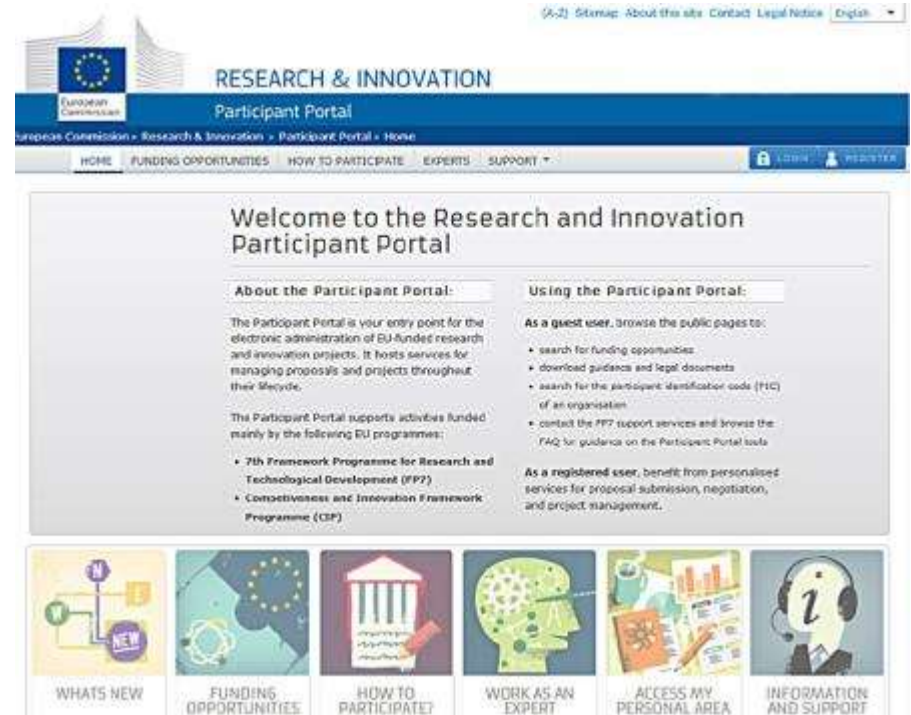 (A-Z) Sitemap About this site Contact Legal Notice English
RESEARCH & INNOVATION
European
Commission
Participant Portal
European Commission > Research & Innovation > Participant Portal > Home
HOME FUNDING OPPORTUNITIES HOW TO PARTICIPATE EXPERTS SUPPORT LOGIN REGISTER
Welcome to the Research and Innovation
Participant Portal
About the Participant Portal:
The Participant Portal is your entry point for the
electronic administration of EU-funded research
and innovation projects. It hosts services for
managing proposals and projects throughout
their lifecycle.
The Participant Portal supports activities funded
mainly by the following EU programmes:
• 7th Framework Programme for Research and
Technological Development (FP7)
• Competiveness and Innovation Framework
Programme (CIP)
Using the Participant Portal:
As a guest user, browse the public pages to:
• search for funding opportunities
• download guidance and legal documents
• search for the participant identification code (PIC)
of an organisation
• contact the FP7 support services and browse the
FAQ for guidance on the Participant Portal tools
As a registered user, benefit from personalised
services for proposal submission, negotiation,
and project management.
N
E
W
NEW
i
WHATS NEW
FUNDING
OPPORTUNITIES
HOW TO
PARTICIPATE?
WORK AS AN
EXPERT
ACCESS MY
PERSONAL AREA
INFORMATION
AND SUPPORT